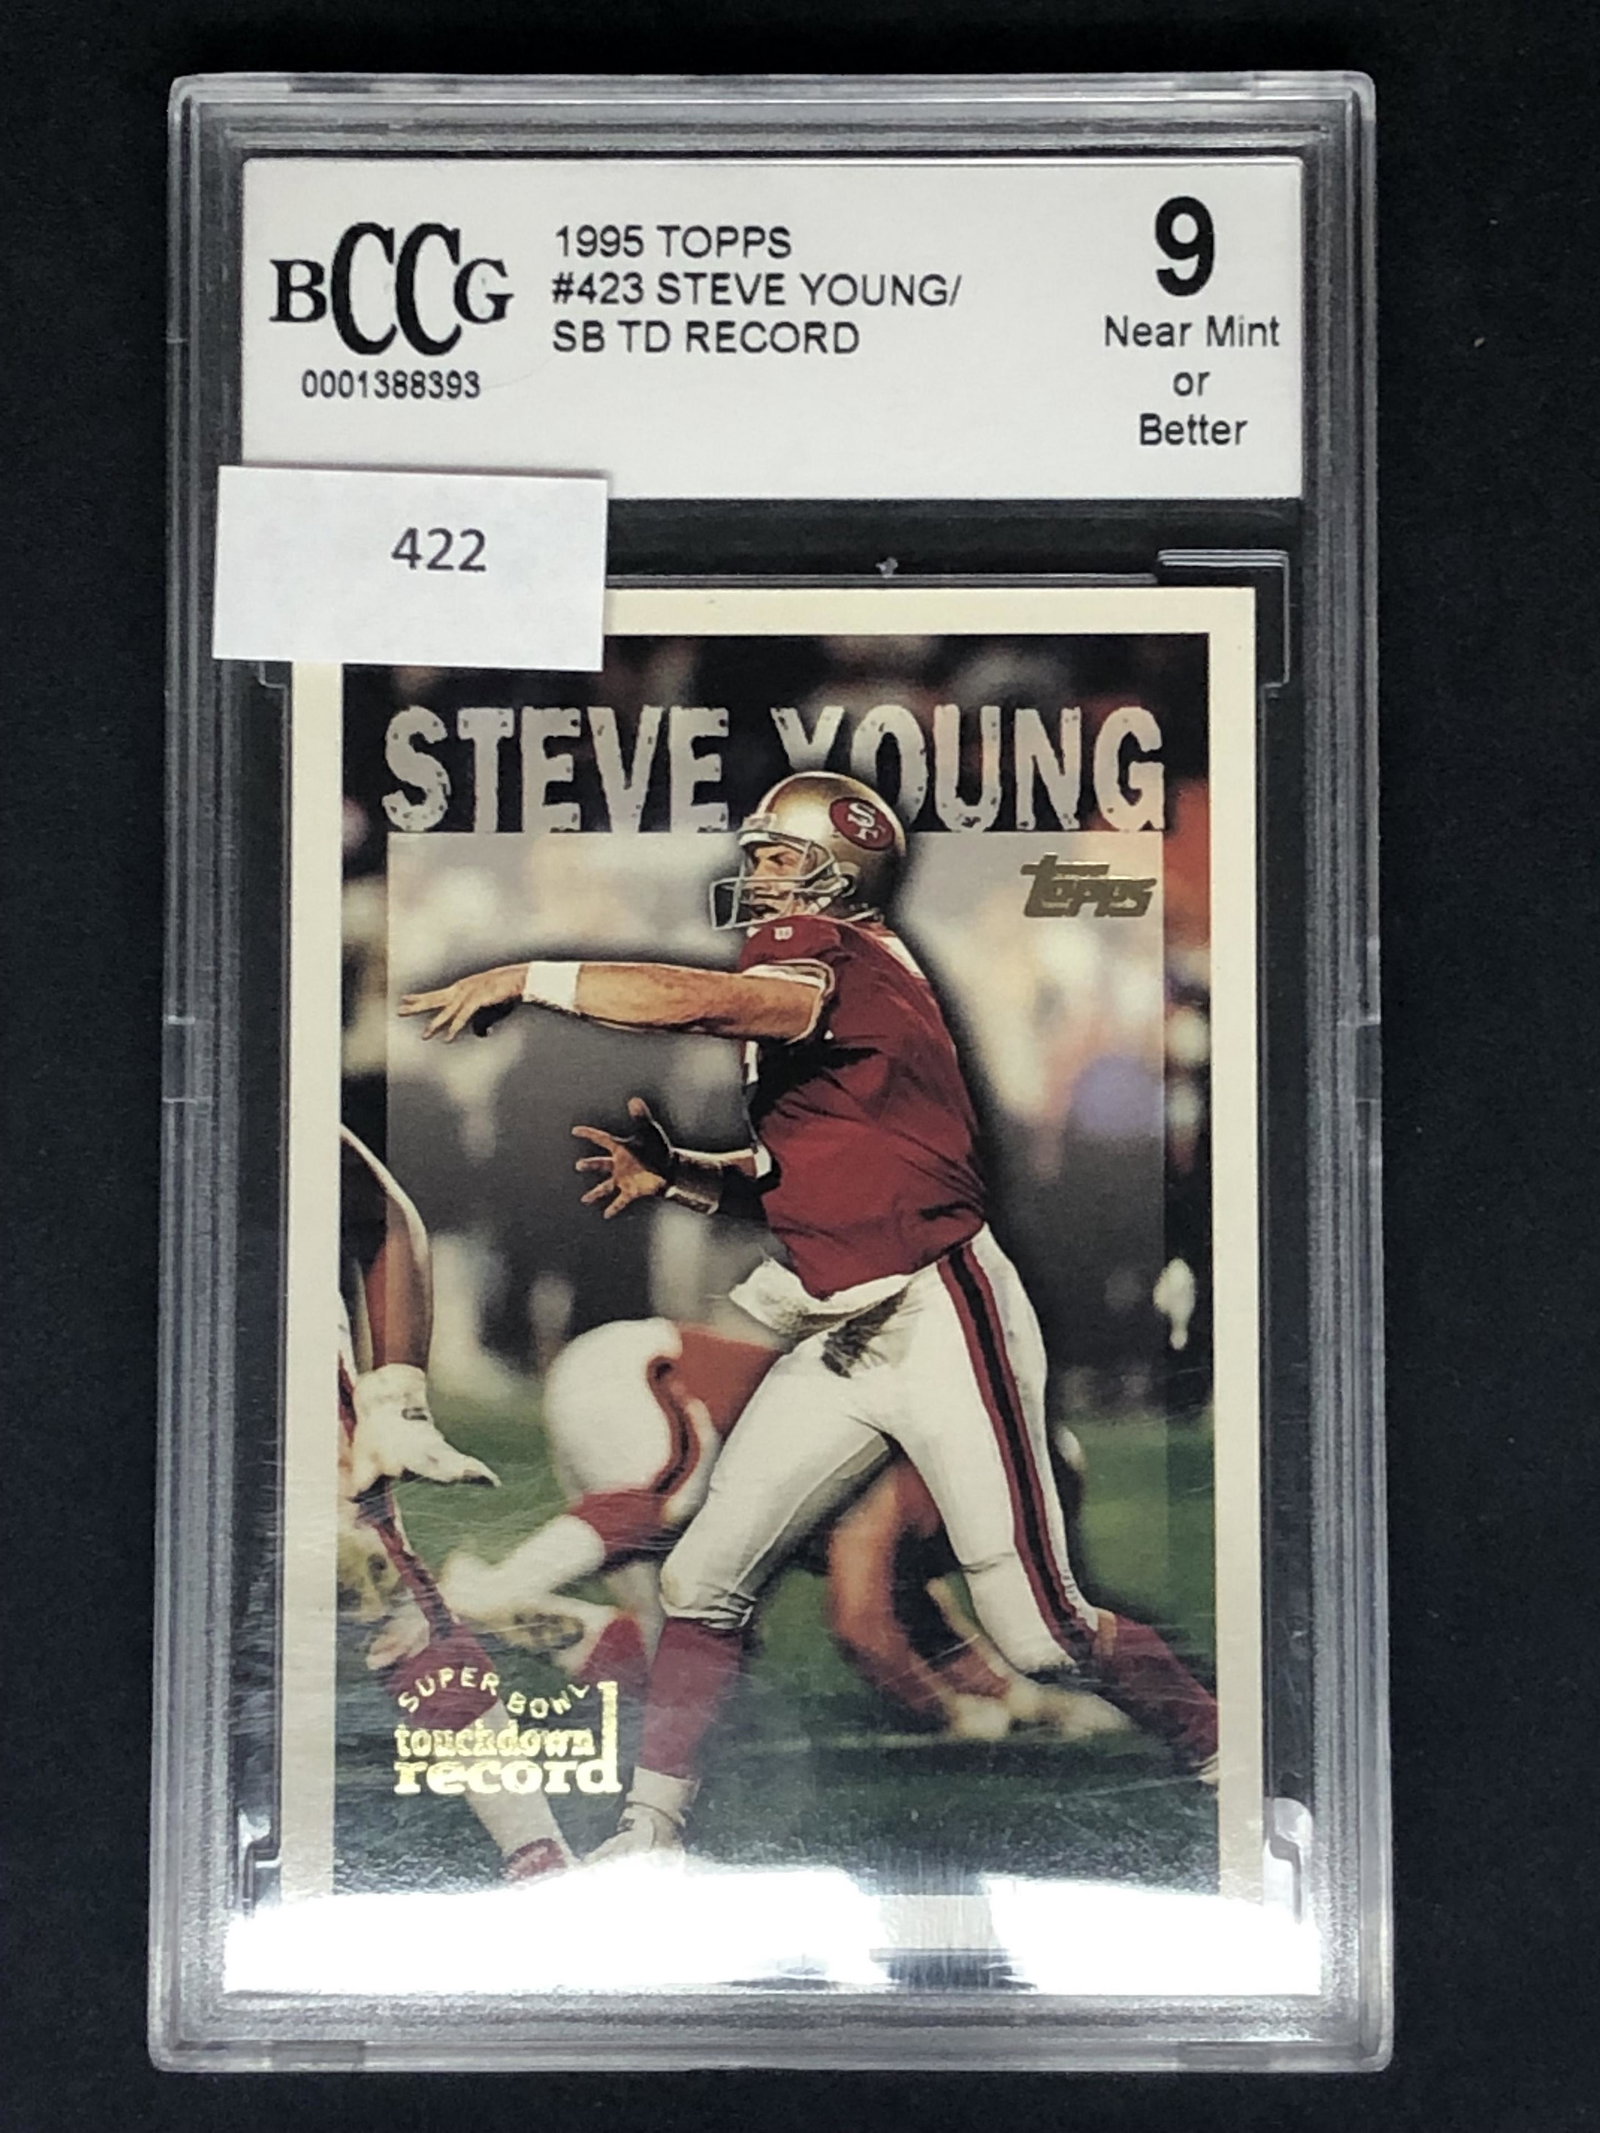 BCCG
0001388393
1995 TOPPS
#423 STEVE YOUNG/
SB TD RECORD
9
Near Mint
or
Better
422
STEVE YOUNG
topps
SUPER BOWL
touchdown
record